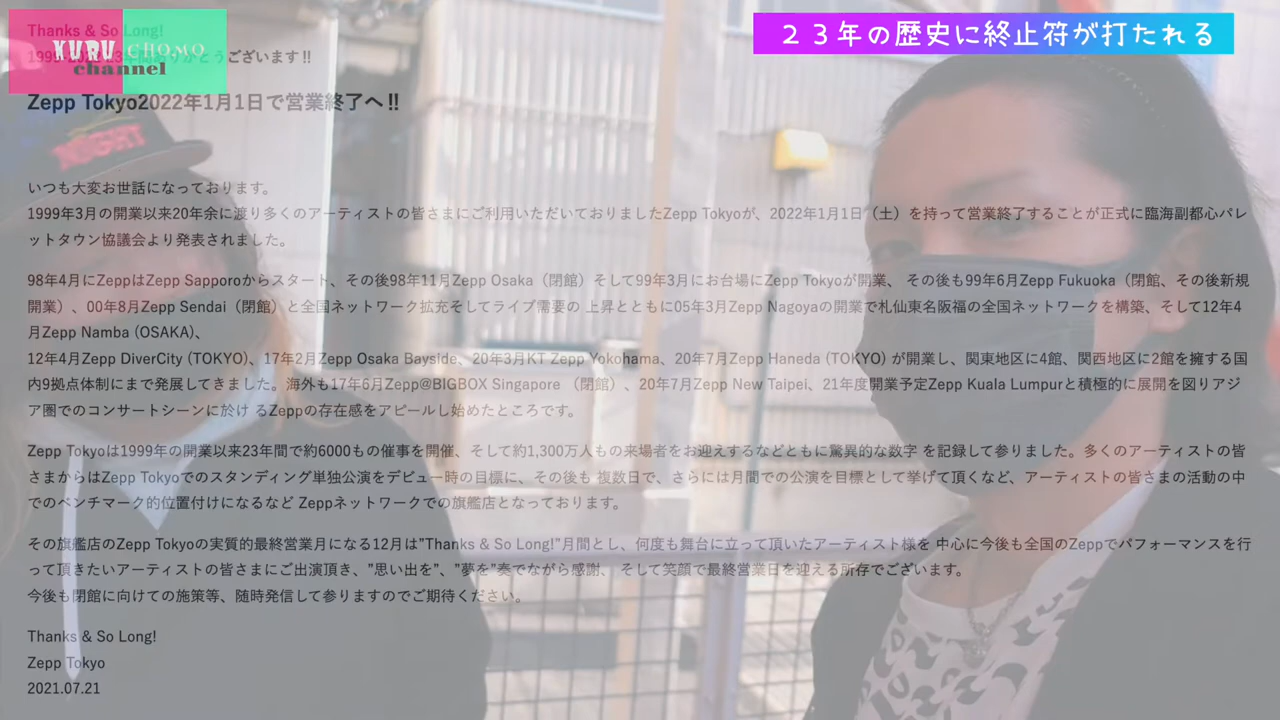 Thanks & So Long!
KURU CHOMO
channel
２３年の歴史に終止符が打たれる
Zepp Tokyo2022年1月1日で営業終了へ!!
NIGHT
いつも大変お世話になっております。
1999年3月の開業以来20年余に渡り多くのアーティストの皆さまにご利用いただいておりましたZepp Tokyoが、2022年1月1日（土）を持って営業終了することが正式に臨海副都心パレ
ットタウン協議会より発表されました。
98年4月にZeppはZepp Sapporoからスタート、その後98年11月Zepp Osaka（閉館）そして99年3月にお台場にZepp Tokyoが開業、 その後も99年6月Zepp Fukuoka（閉館、その後新規
開業）、00年8月Zepp Sendai（閉館）と全国ネットワーク拡充そしてライブ需要の 上昇とともに05年3月Zepp Nagoyaの開業で札仙東名阪福の全国ネットワークを構築、そして12年4
月Zepp Namba (OSAKA)、
12年4月Zepp DiverCity (TOKYO)、17年2月Zepp Osaka Bayside、20年3月KT Zepp Yokohama、20年7月Zepp Haneda (TOKYO) が開業し、関東地区に4館、関西地区に2館を擁する国
内9拠点体制にまで発展してきました。海外も17年6月Zepp@BIGBOX Singapore （閉館）、20年7月Zepp New Taipei、21年度開業予定Zepp Kuala Lumpurと積極的に展開を図りアジ
ア圏でのコンサートシーンに於け るZeppの存在感をアピールし始めたところです。
Zepp Tokyoは1999年の開業以来23年間で約6000もの催事を開催、そして約1,300万人もの来場者をお迎えするなどともに驚異的な数字 を記録して参りました。多くのアーティストの皆
さまからはZepp Tokyoでのスタンディング単独公演をデビュー時の目標に、その後も 複数日で、さらには月間での公演を目標として挙げて頂くなど、アーティストの皆さまの活動の中
でのベンチマーク的位置付けになるなど Zeppネットワークでの旗艦店となっております。
その旗艦店のZepp Tokyoの実質的最終営業月になる12月は”Thanks & So Long!”月間とし、何度も舞台に立って頂いたアーティスト様を 中心に今後も全国のZeppでパフォーマンスを行
って頂きたいアーティストの皆さまにご出演頂き、”思い出を”、”夢を”奏でながら感謝、 そして笑顔で最終営業日を迎える所存でございます。
今後も閉館に向けての施策等、随時発信して参りますのでご期待ください。
Thanks & So Long!
Zepp Tokyo
2021.07.21